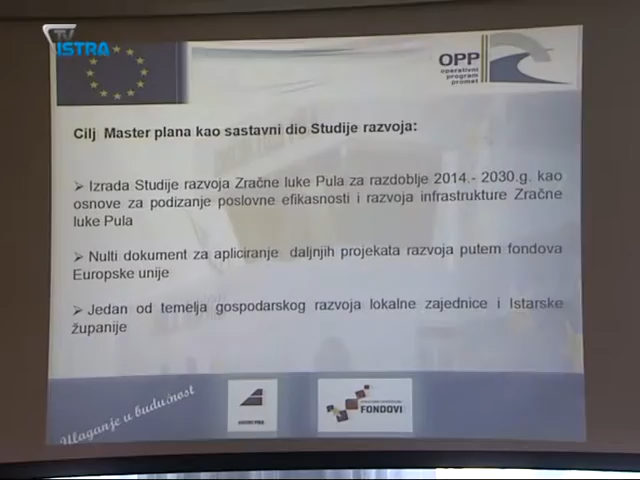 TV
ISTRA
OPP
operativni
program
promet
Cilj Master plana kao sastavni dio Studije razvoja:
➢ Izrada Studije razvoja Zračne luke Pula za razdoblje 2014.- 2030.g. kao
osnove za podizanje poslovne efikasnosti i razvoja infrastrukture Zračne
luke Pula
➢ Nulti dokument za apliciranje daljnjih projekata razvoja putem fondova
Europske unije
➢ Jedan od temelja gospodarskog razvoja lokalne zajednice i Istarske
županije
Ulaganje u budućnost
FONDOVI